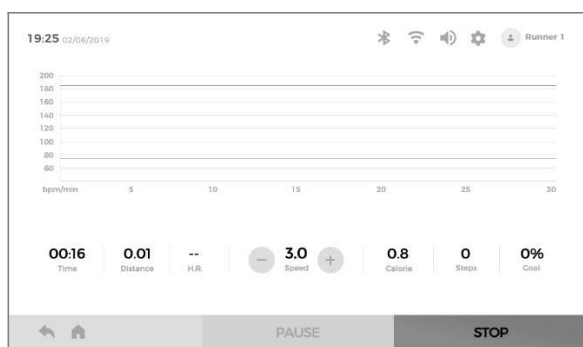 19:25 02/08/2019 Runner 1
200
180
160
140
120
100
80
60
bpm/min 5 10 15 20 25 30
00:16 0.01 -- 3.0 0.8 0 0%
Time Distance H.R. Speed Calorie Steps Goal
PAUSE STOP